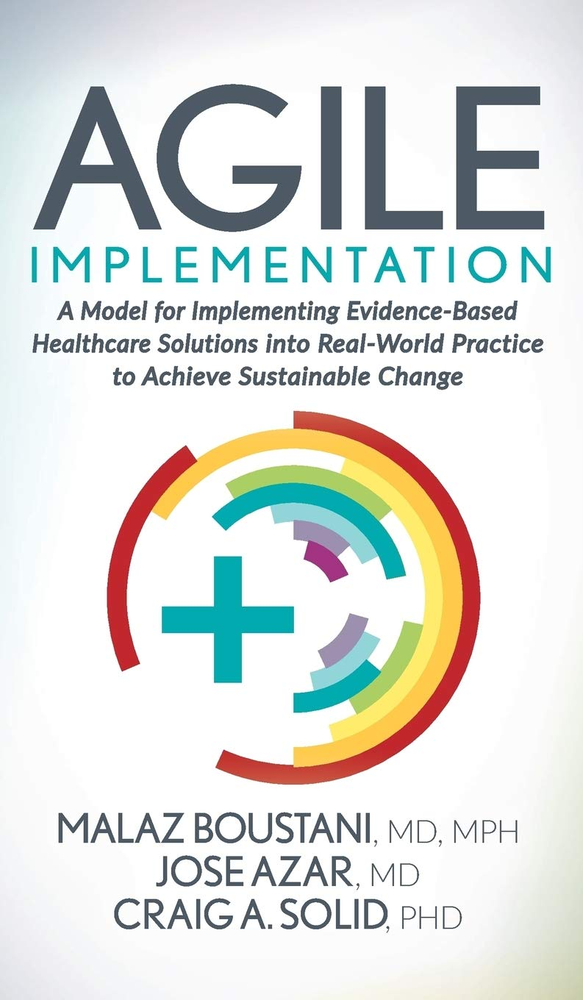 AGILE
IMPLEMENTATION
A Model for Implementing Evidence-Based
Healthcare Solutions into Real-World Practice
to Achieve Sustainable Change
MALAZ BOUSTANI, MD, MPH
JOSE AZAR, MD
CRAIG A. SOLID, PHD